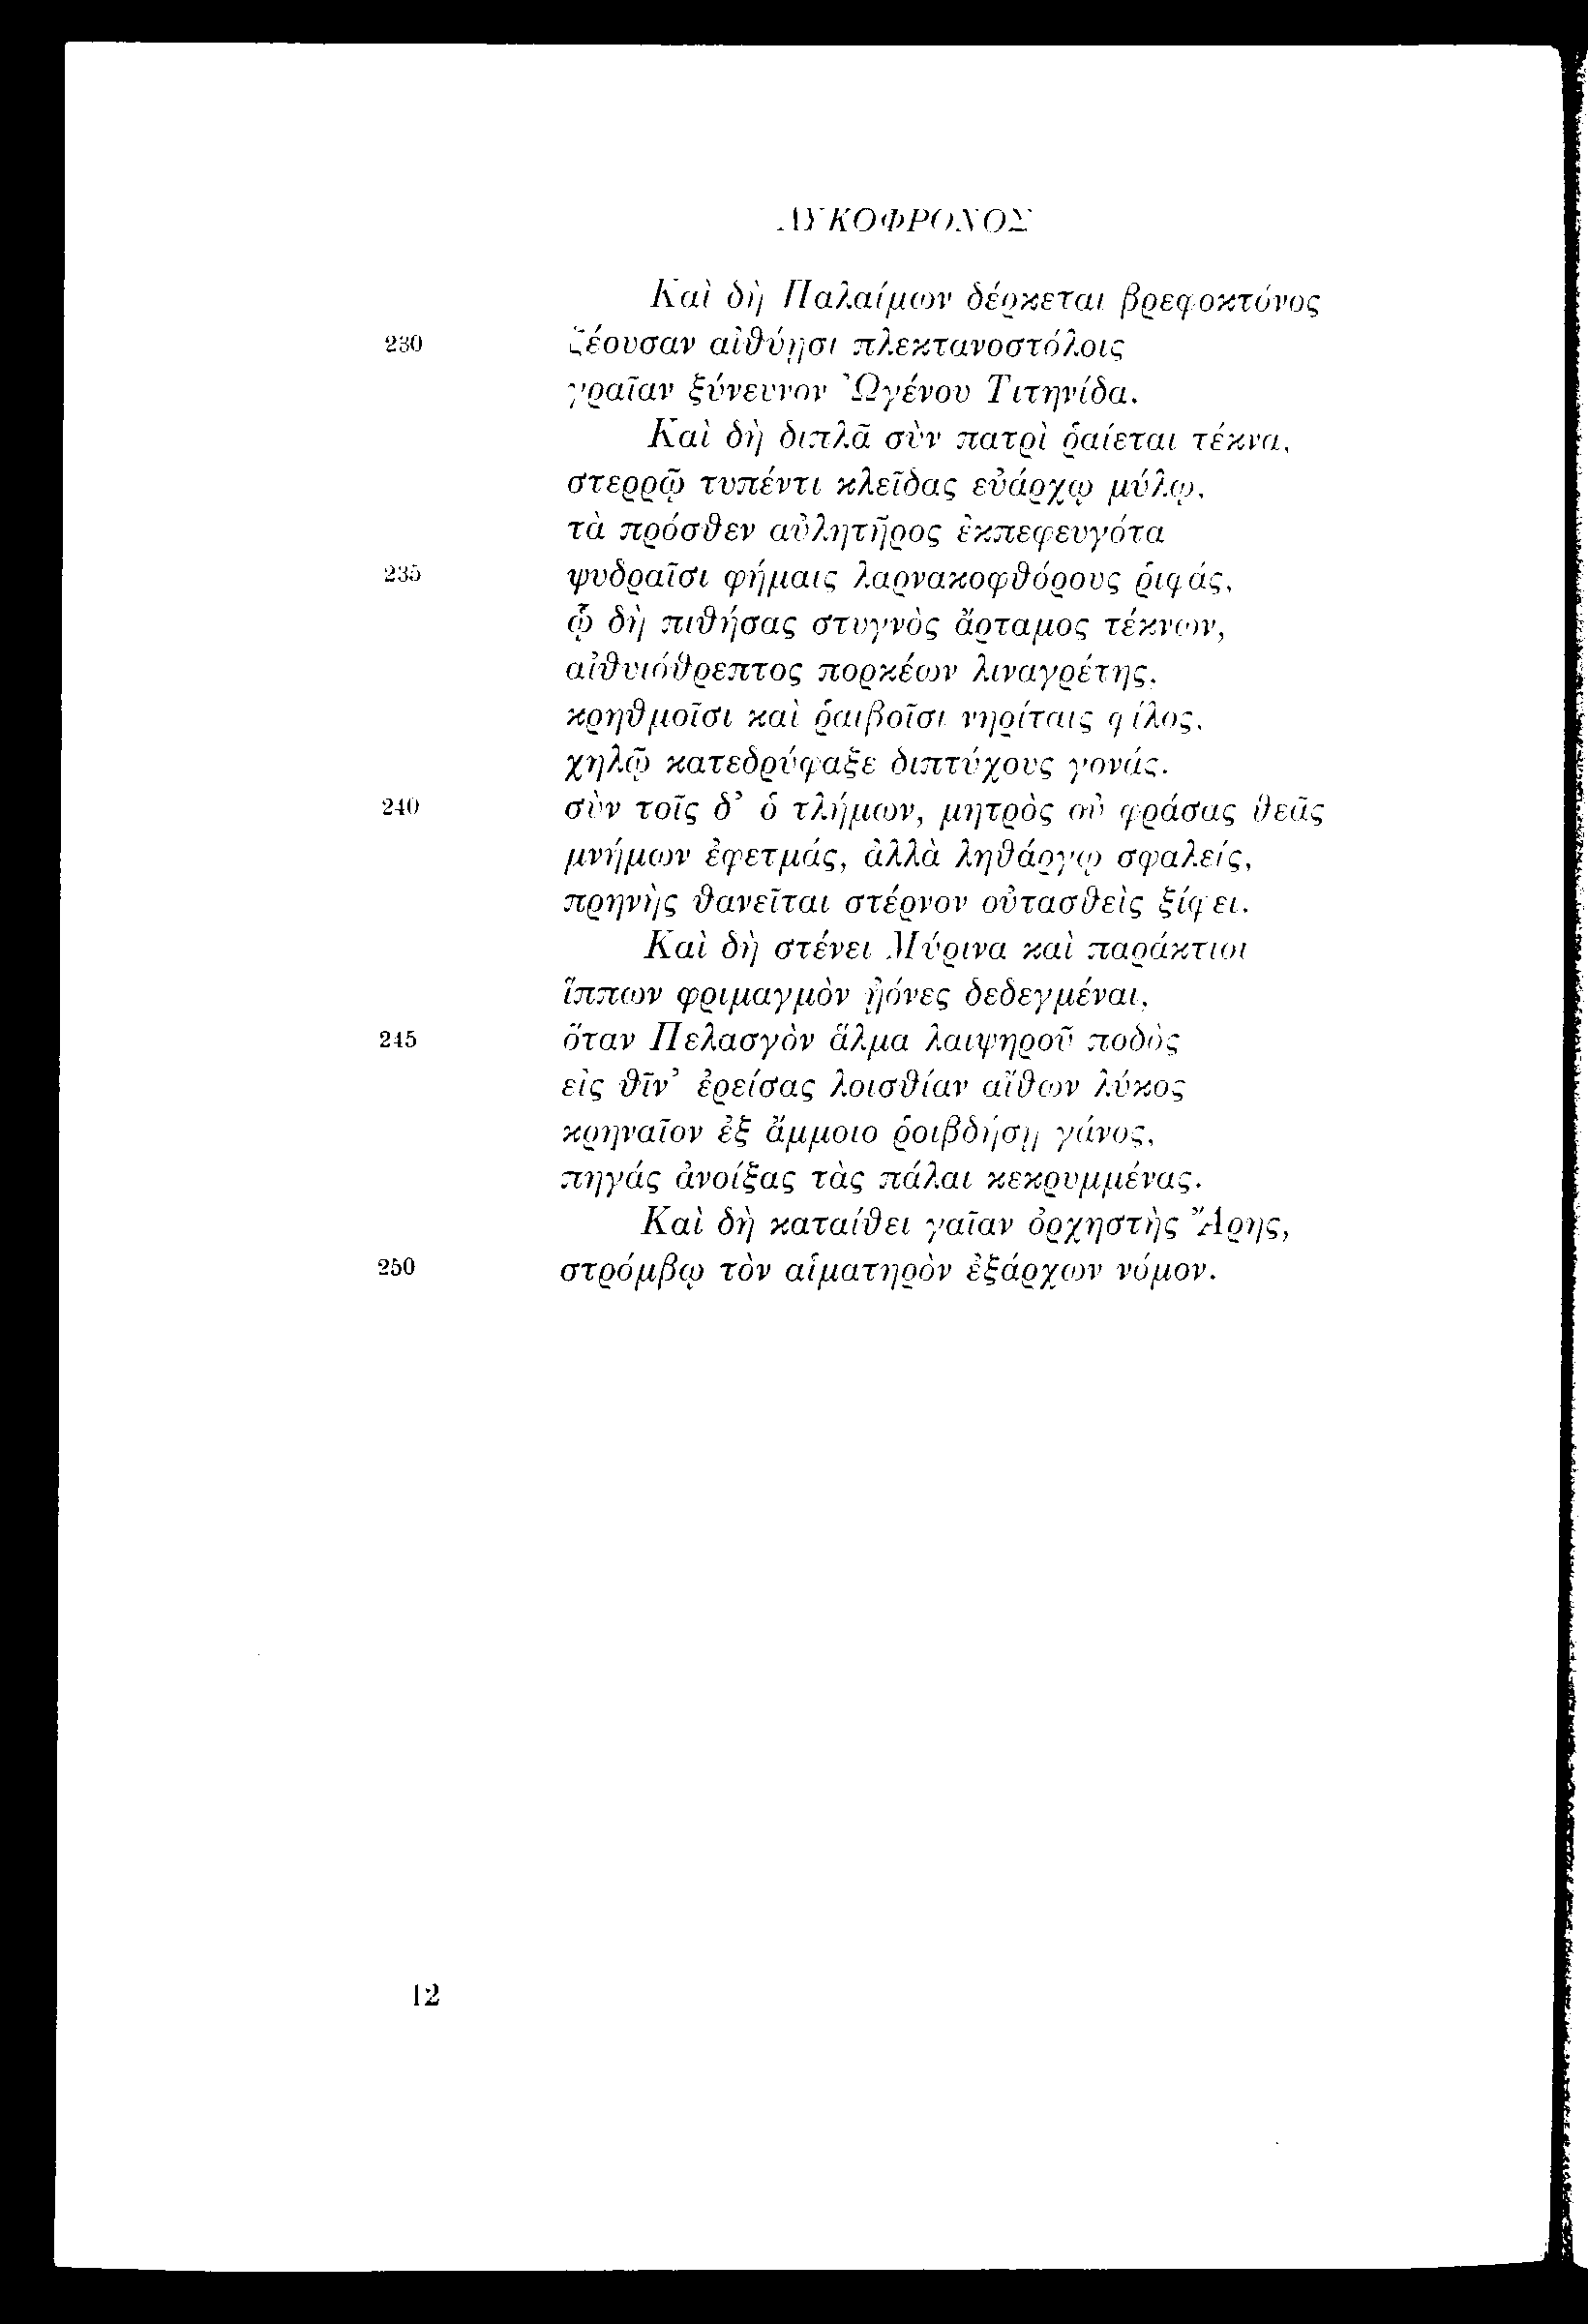 ΛΥΚΟΦΡΟΝΟΣ
Καὶ δὴ Παλαίμων δέρκεται βρεφοκτόνος
230 ζέουσαν αἰθύῃσι πλεκτανοστόλοις
γραῖαν ξύνευνον Ὠγένου Τιτηνίδα.
Καὶ δὴ διπλᾶ σὺν πατρὶ ῥαίεται τέκνα,
στερρῷ τυπέντι κλεῖδας εὐάρχῳ μύλῳ,
τὰ πρόσθεν αὐλητῆρος ἐκπεφευγότα
235 ψυδραῖσι φήμαις λαρνακοφθόρους ῥιφάς,
ᾧ δὴ πιθήσας στυγνὸς ἄρταμος τέκνων,
αἰθυιόθρεπτος πορκέων λιναγρέτης,
κρηθμοῖσι καὶ ῥαιβοῖσι νηρίταις φίλος,
χηλῷ κατεδρύφαξε διπτύχους γονάς.
240 σὺν τοῖς δ’ ὁ τλήμων, μητρὸς οὐ φράσας θεᾶς
μνήμων ἐφετμάς, ἀλλὰ ληθάργῳ σφαλείς,
πρηνὴς θανεῖται στέρνον οὐτασθεὶς ξίφει.
Καὶ δὴ στένει Μύρινα καὶ παράκτιοι
ἵππων φριμαγμὸν ᾐόνες δεδεγμέναι,
245 ὅταν Πελασγὸν ἅλμα λαιψηροῦ ποδὸς
εἰς θῖν’ ἐρείσας λοισθίαν αἴθων λύκος
κρηναῖον ἐξ ἄμμοιο ῥοιβδήσῃ γάνος,
πηγάς ἀνοίξας τὰς πάλαι κεκρυμμένας.
Καὶ δὴ καταίθει γαῖαν ὀρχηστὴς Ἄρης,
250 στρόμβῳ τὸν αἱματηρὸν ἐξάρχων νόμον.
12